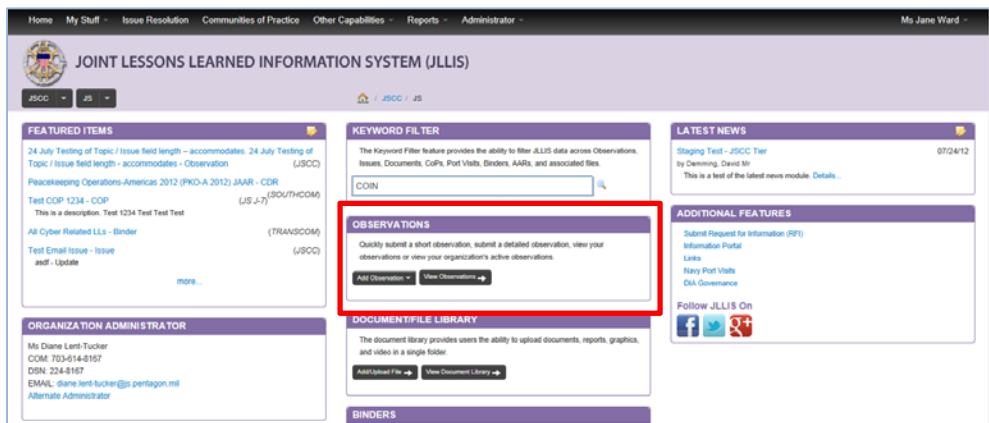 Home My Stuff Issue Resolution Communities of Practice Other Capabilities Reports Administrator Ms Jane Ward
JOINT LESSONS LEARNED INFORMATION SYSTEM (JLLIS)
JSCC JS / JSCC / JS
FEATURED ITEMS
24 July Testing of Topic / Issue field length – accommodates. 24 July Testing of
Topic / Issue field length - accommodates - Observation (JSCC)
Peacekeeping Operations-Americas 2012 (PKO-A 2012) JAAR - CDR
(SOUTHCOM)
Test COP 1234 - COP (JS J-7)
This is a description. Test 1234 Test Test Test
All Cyber Related LLs - Binder (TRANSCOM)
Test Email Issue - Issue (JSCC)
asdf - Update
more...
ORGANIZATION ADMINISTRATOR
Ms Diane Lent-Tucker
COM: 703-614-8167
DSN: 224-8167
EMAIL: diane.lent-tucker@js.pentagon.mil
Alternate Administrator
KEYWORD FILTER
The Keyword Filter feature provides the ability to filter JLLIS data across Observations,
Issues, Documents, CoPs, Port Visits, Binders, AARs, and associated files.
COIN
OBSERVATIONS
Quickly submit a short observation, submit a detailed observation, view your
observations or view your organization's active observations.
Add Observation View Observations
DOCUMENT/FILE LIBRARY
The document library provides users the ability to upload documents, reports, graphics,
and video in a single folder.
Add/Upload File View Document Library
BINDERS
LATEST NEWS
Staging Test - JSCC Tier 07/24/12
by Demming, David Mr
This is a test of the latest news module. Details...
ADDITIONAL FEATURES
Submit Request for Information (RFI)
Information Portal
Links
Navy Port Visits
DIA Governance
Follow JLLIS On